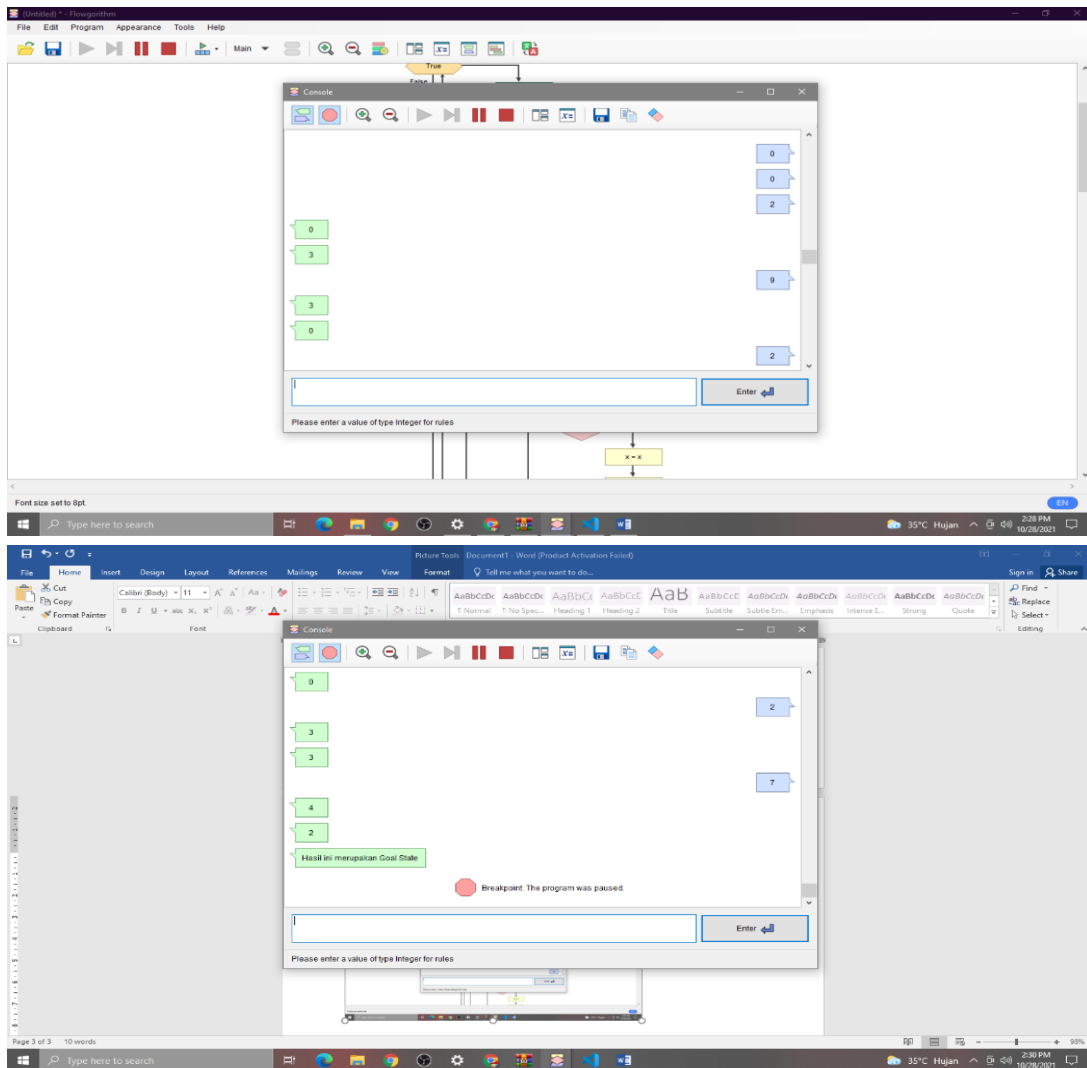 (Untitled) * - Flowgorithm
File Edit Program Appearance Tools Help
Main
True
False
Console
0
0
2
0
3
9
3
0
2
Enter
Please enter a value of type Integer for rules
x = x
Font size set to 8pt.
EN
Type here to search
35°C Hujan
2:28 PM
10/28/2021
Picture Tools Document1 - Word (Product Activation Failed)
File Home Insert Design Layout References Mailings Review View Format Tell me what you want to do... Sign in Share
Cut
Copy
Format Painter
Paste
Calibri (Body) 11
AaBbCcDc AaBbCcDc AaBbCc AaBbCcE AaB AaBbCcE AaBbCcDc AaBbCcDc AaBbCcDc AaBbCcDc AaBbCcDc AaBbCcDc
¶ Normal ¶ No Spac... Heading 1 Heading 2 Title Subtitle Subtle Em... Emphasis Intense E... Strong Quote
Find
Replace
Select
Clipboard Font Editing
Console
0
2
3
3
7
4
2
Hasil ini merupakan Goal State
Breakpoint: The program was paused.
Enter
Please enter a value of type Integer for rules
Page 3 of 3 10 words
90%
Type here to search
35°C Hujan
2:30 PM
10/28/2021